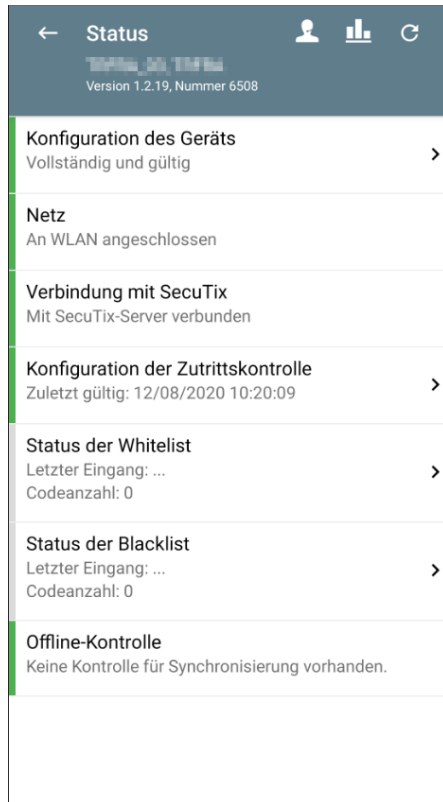 Status
Version 1.2.19, Nummer 6508
Konfiguration des Geräts
Vollständig und gültig
Netz
An WLAN angeschlossen
Verbindung mit SecuTix
Mit SecuTix-Server verbunden
Konfiguration der Zutrittskontrolle
Zuletzt gültig: 12/08/2020 10:20:09
Status der Whitelist
Letzter Eingang: ...
Codeanzahl: 0
Status der Blacklist
Letzter Eingang: ...
Codeanzahl: 0
Offline-Kontrolle
Keine Kontrolle für Synchronisierung vorhanden.